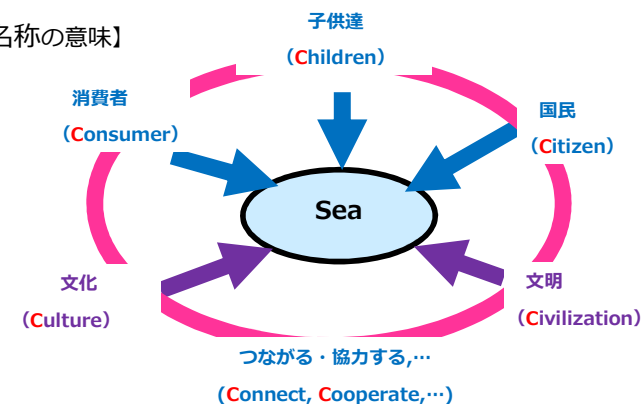 名称の意味】
子供達
（Children）
消費者
（Consumer）
国民
（Citizen）
Sea
文化
（Culture）
文明
（Civilization）
つながる・協力する,…
(Connect, Cooperate,…)